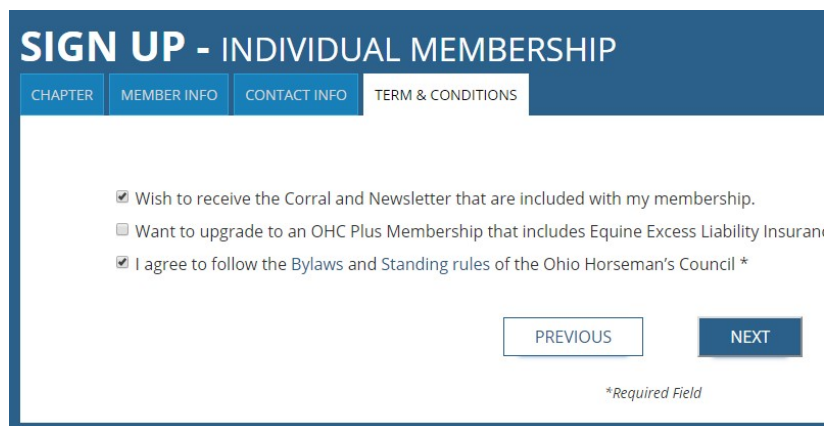 SIGN UP - INDIVIDUAL MEMBERSHIP
CHAPTER MEMBER INFO CONTACT INFO TERM & CONDITIONS
Wish to receive the Corral and Newsletter that are included with my membership.
Want to upgrade to an OHC Plus Membership that includes Equine Excess Liability
I agree to follow the Bylaws and Standing rules of the Ohio Horseman's Council *
PREVIOUS NEXT
*Required Field